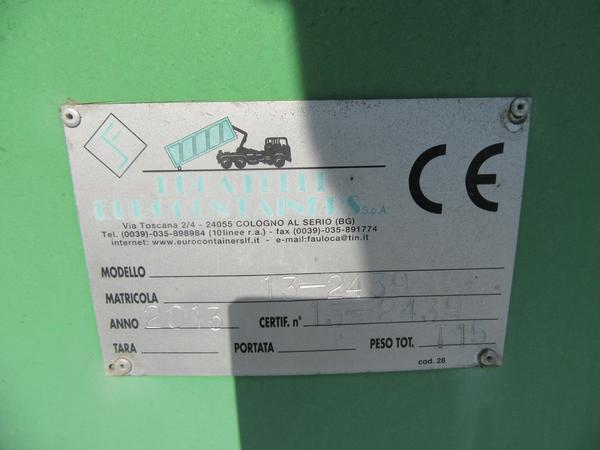 LOCATELLI
EUROCONTAINERS S.p.A.
CE
Via Toscana 2/4 - 24055 COLOGNO AL SERIO (BG)
Tel. (0039)-035-898984 (10linee r.a.) - fax (0039)-035-891774
internet: www.eurocontainerslf.it - e-mail:fauloca@tin.it
MODELLO
MATRICOLA 13-2439
ANNO 2013 CERTIF. n° 13-2439
TARA PORTATA PESO TOT. 115
cod. 28